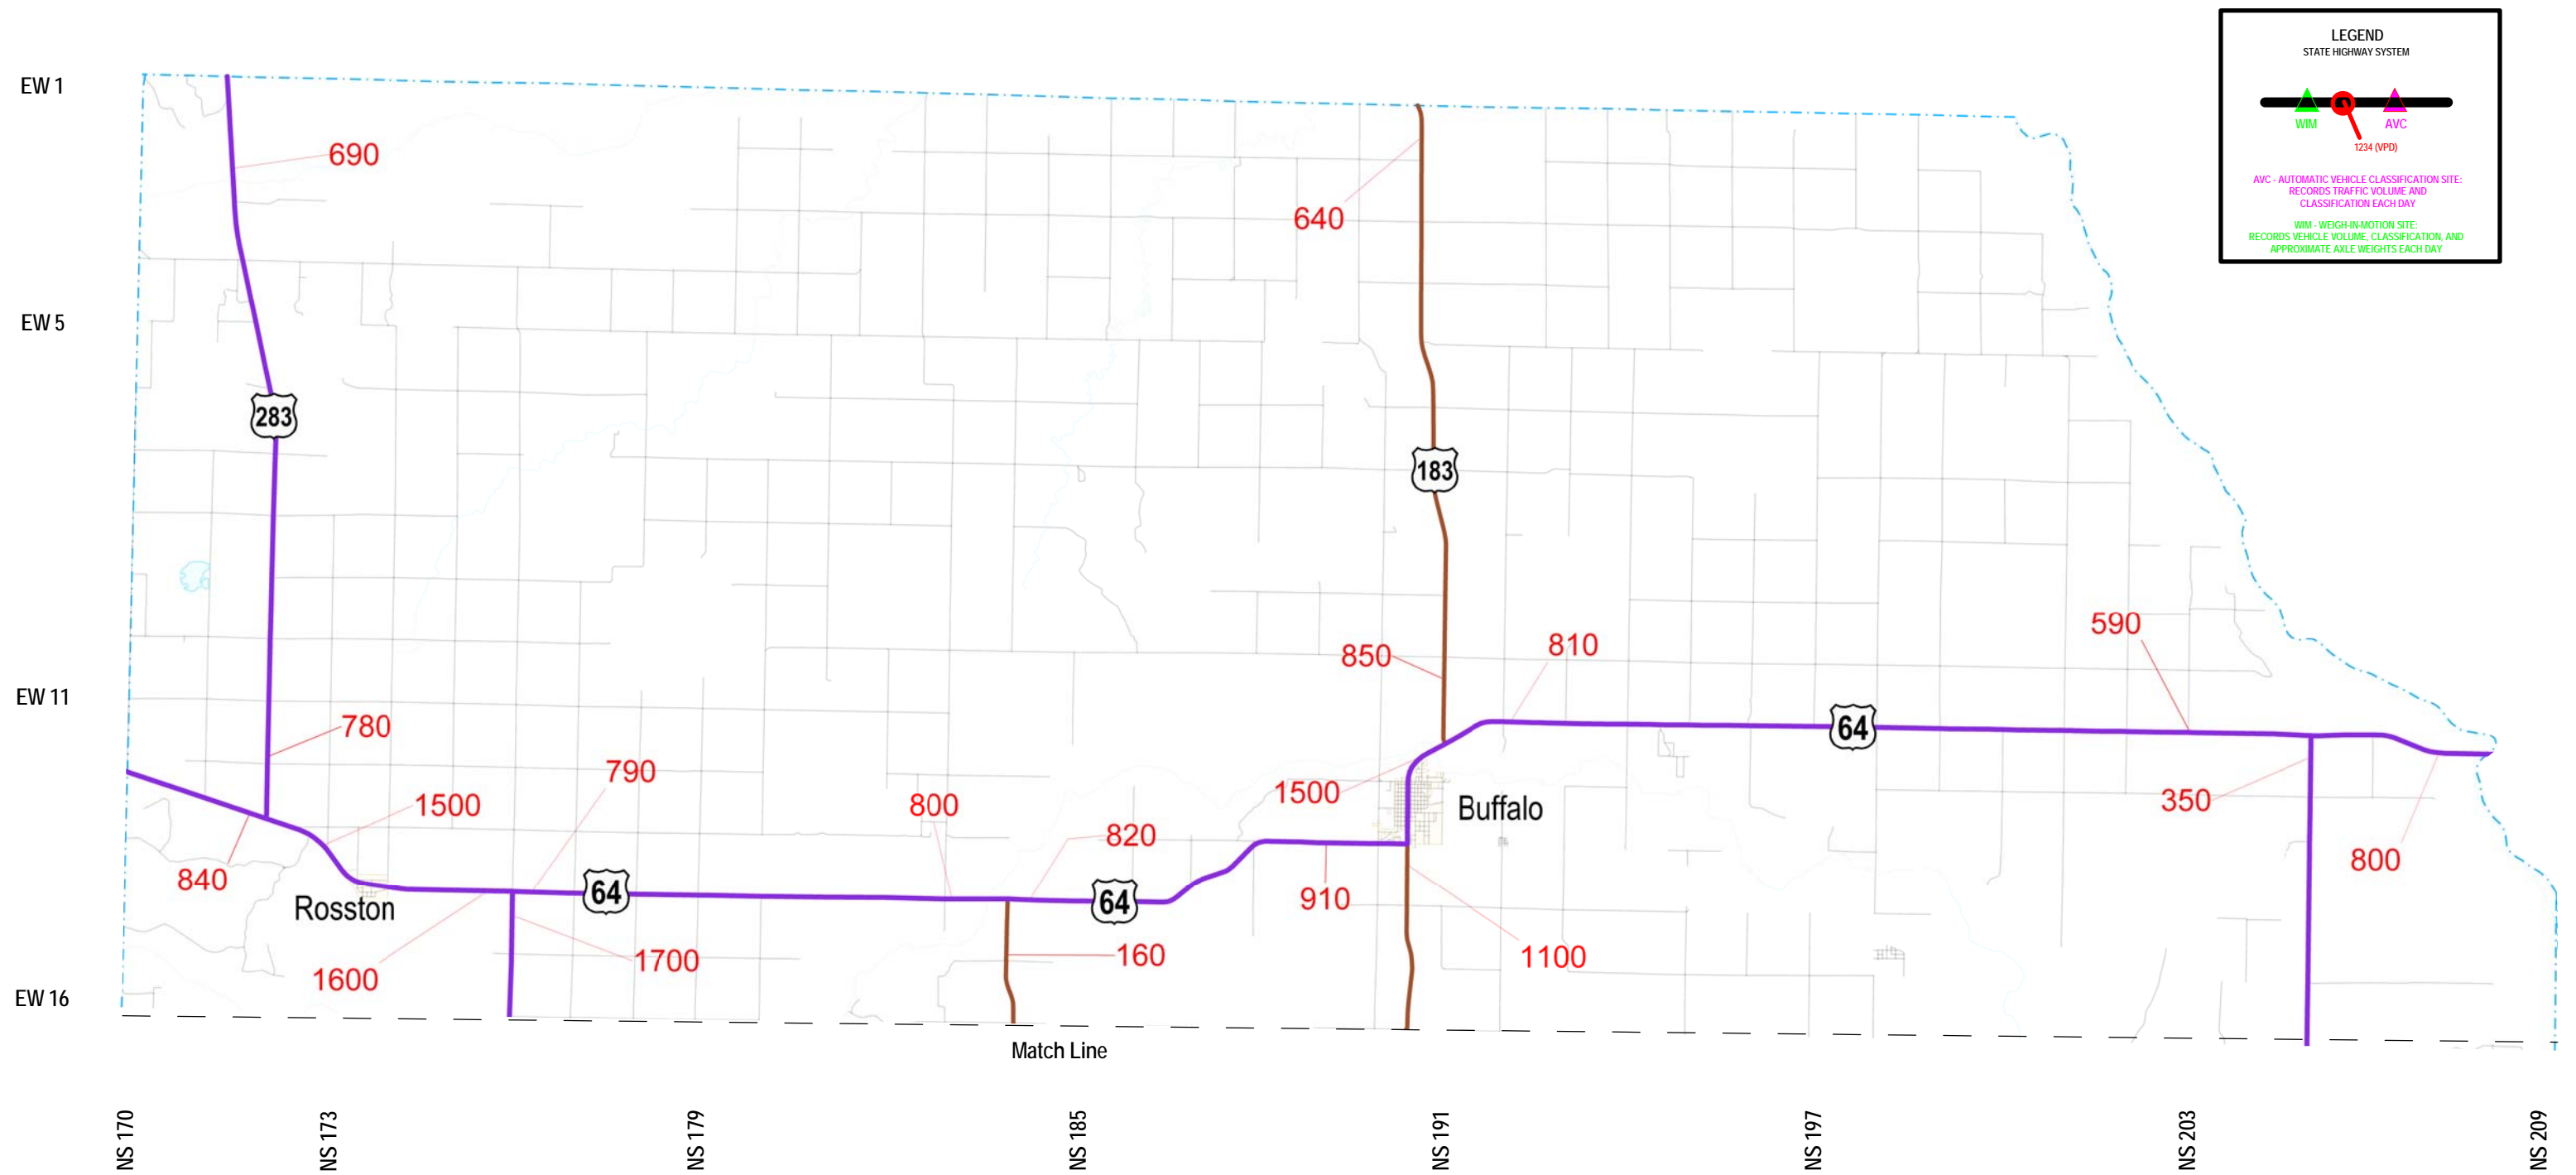 LEGEND
STATE HIGHWAY SYSTEM
WIM
AVC
1234 (VPD)
AVC - AUTOMATIC VEHICLE CLASSIFICATION SITE:
RECORDS TRAFFIC VOLUME AND
CLASSIFICATION EACH DAY
WIM - WEIGH-IN-MOTION SITE:
RECORDS VEHICLE VOLUME, CLASSIFICATION, AND
APPROXIMATE AXLE WEIGHTS EACH DAY
EW 1
690
640
EW 5
283
183
590
810
850
EW 11
780
64
790
1500
800
1500
Buffalo
350
820
800
840
64
64
910
Rosston
160
1100
1700
1600
EW 16
Match Line
NS 170
NS 173
NS 179
NS 185
NS 191
NS 197
NS 203
NS 209